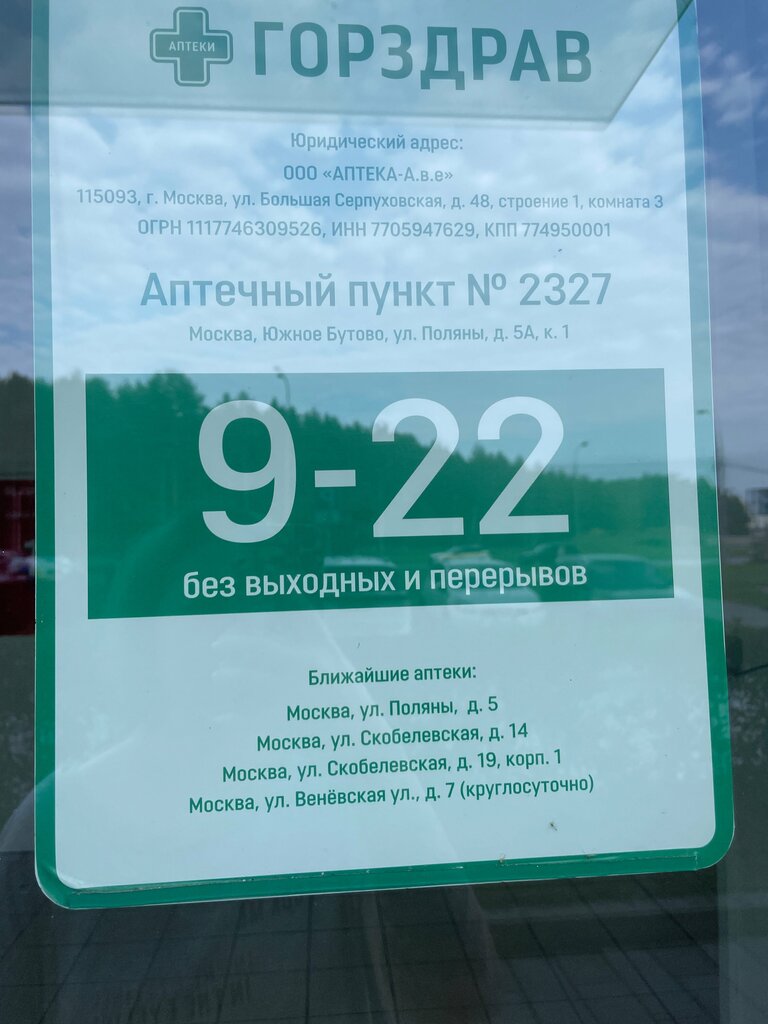 АПТЕКИ ГОРЗДРАВ
Юридический адрес:
ООО «АПТЕКА-А.в.е»
115093, г. Москва, ул. Большая Серпуховская, д. 48, строение 1, комната 3
ОГРН 1117746309526, ИНН 7705947629, КПП 774950001
Аптечный пункт № 2327
Москва, Южное Бутово, ул. Поляны, д. 5А, к. 1
9-22
без выходных и перерывов
Ближайшие аптеки:
Москва, ул. Поляны, д. 5
Москва, ул. Скобелевская, д. 14
Москва, ул. Скобелевская, д. 19, корп. 1
Москва, ул. Венёвская ул., д. 7 (круглосуточно)